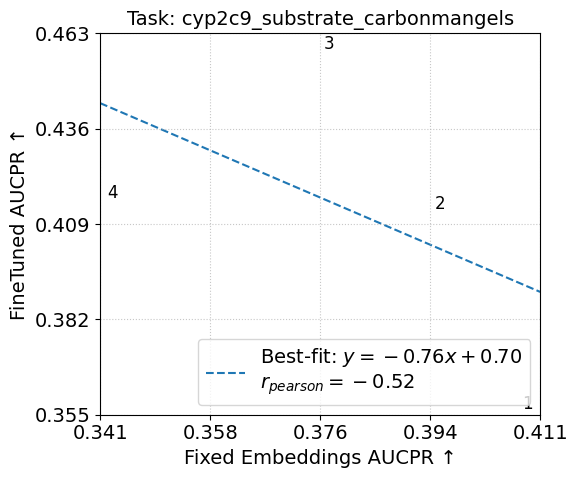 Task: cyp2c9_substrate_carbonmangels
0.463
0.436
0.409
0.382
0.355
FineTuned AUCPR ↑
3
4
2
1
Best-fit: y = −0.76x + 0.70
r_pearson = −0.52
0.341 0.358 0.376 0.394 0.411
Fixed Embeddings AUCPR ↑